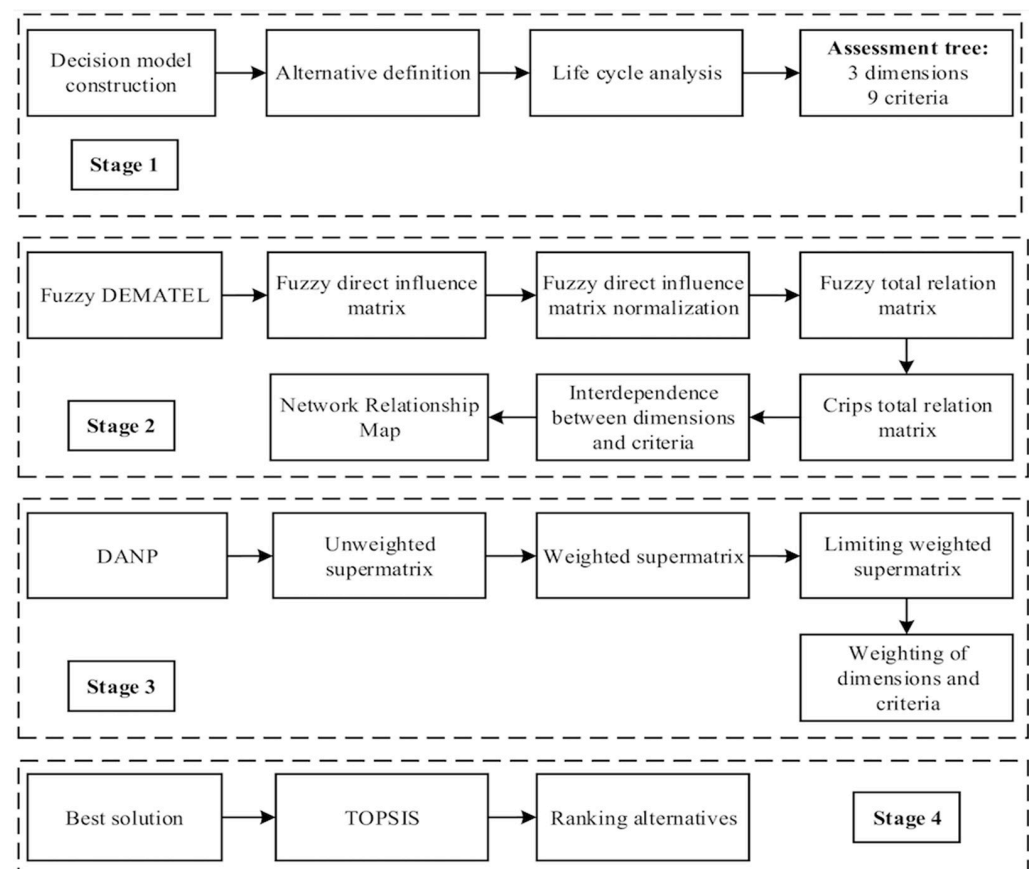 Decision model
construction
Alternative definition
Life cycle analysis
Assessment tree:
3 dimensions
9 criteria
Stage 1
Fuzzy DEMATEL
Fuzzy direct influence
matrix
Fuzzy direct influence
matrix normalization
Fuzzy total relation
matrix
Crips total relation
matrix
Interdependence
between dimensions
and criteria
Network Relationship
Map
Stage 2
DANP
Unweighted
supermatrix
Weighted supermatrix
Limiting weighted
supermatrix
Weighting of
dimensions and
criteria
Stage 3
Best solution
TOPSIS
Ranking alternatives
Stage 4